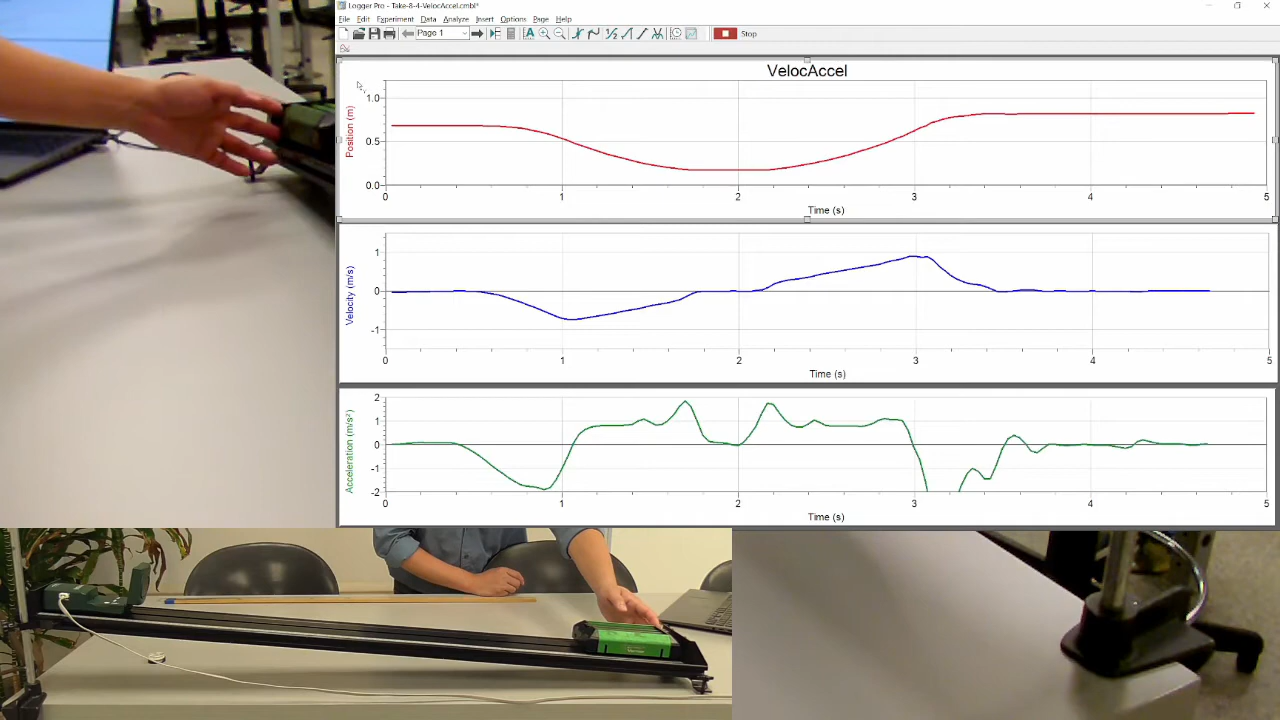 Logger Pro - Take-8-4-VelocAccel.cmbl*
File Edit Experiment Data Analyze Insert Options Page Help
Page 1
Stop
VelocAccel
Position (m)
1.0
0.5
0.0
0 1 2 3 4 5
Time (s)
Velocity (m/s)
1
0
-1
0 1 2 3 4 5
Time (s)
Acceleration (m/s²)
2
1
0
-1
-2
0 1 2 3 4 5
Time (s)